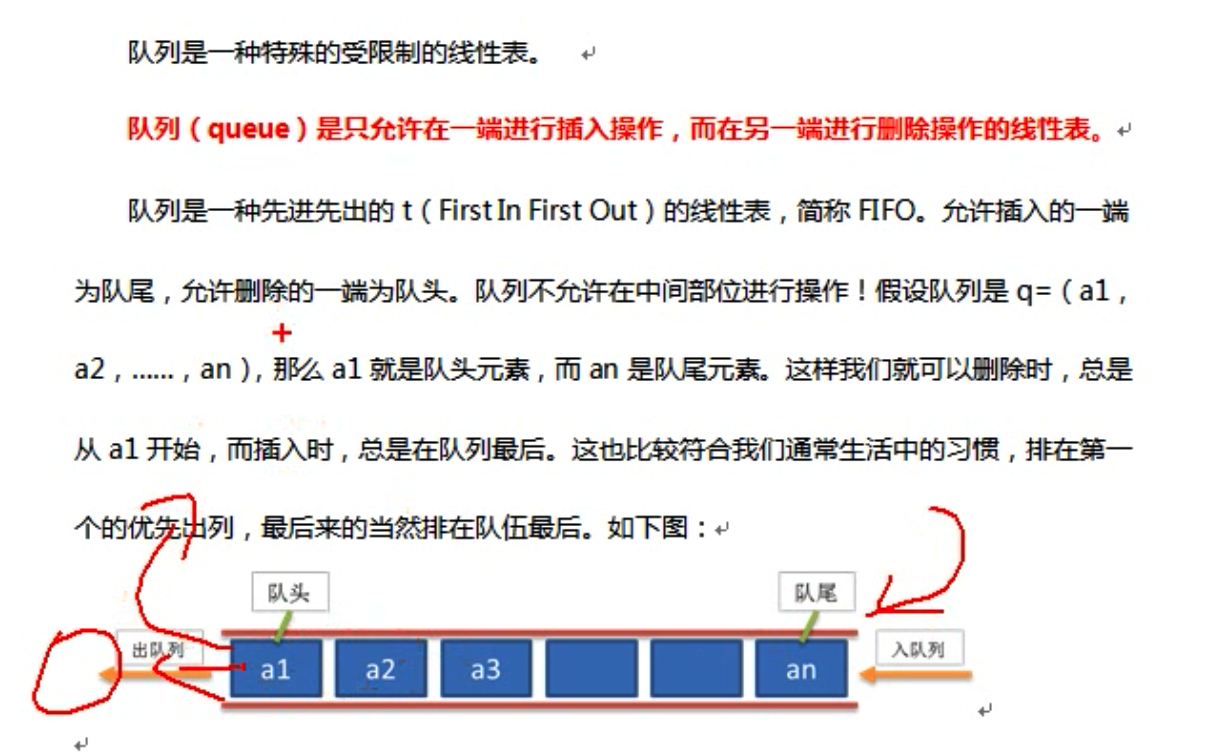 队列是一种特殊的受限制的线性表。
队列（queue）是只允许在一端进行插入操作，而在另一端进行删除操作的线性表。
队列是一种先进先出的 t（First In First Out）的线性表，简称 FIFO。允许插入的一端
为队尾，允许删除的一端为队头。队列不允许在中间部位进行操作！假设队列是 q=（a1，
a2，……，an），那么 a1 就是队头元素，而 an 是队尾元素。这样我们就可以删除时，总是
从 a1 开始，而插入时，总是在队列最后。这也比较符合我们通常生活中的习惯，排在第一
个的优先出列，最后来的当然排在队伍最后。如下图：
队头 队尾
出队列 入队列
a1 a2 a3 an